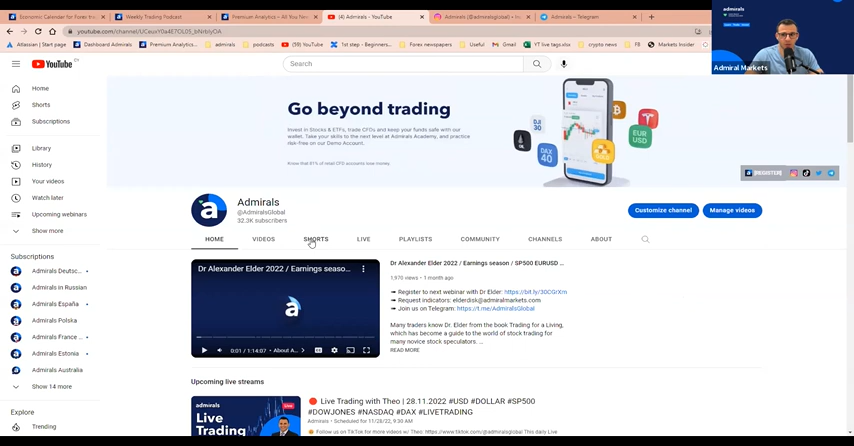 Economic Calendar for Forex t
Weekly Trading Podcast
Premium Analytics – All You Nee
(4) Admirals - YouTube
Admirals (@admiralsglobal) • In
Admirals – Telegram
Atlassian | Start page
Dashboard Admirals
Premium Analytics...
admirals
podcasts
(59) YouTube
1st step - Beginners...
Forex newspapers
Useful
Gmail
YT live tags.xlsx
crypto news
FB
Markets Insider
Admiral Markets
YouTube
Search
Home
Shorts
Subscriptions
Library
History
Your videos
Watch later
Upcoming webinars
Show more
Subscriptions
Admirals Deutsc...
Admirals in Russian
Admirals España
Admirals Polska
Admirals France ...
Admirals Estonia
Admirals Australia
Show 14 more
Explore
Trending
Go beyond trading
Invest in Stocks & ETFs, trade CFDs and keep your funds safe with our
wallet. Take your skills to the next level at Admirals Academy, and practice
risk-free on our Demo Account.
Know that 81% of retail CFD accounts lose money.
DJI
30
DAX
40
EUR
USD
[REGISTER]
Admirals
@AdmiralsGlobal
32.3K subscribers
Customize channel
Manage videos
HOME
VIDEOS
SHORTS
LIVE
PLAYLISTS
COMMUNITY
CHANNELS
ABOUT
Dr Alexander Elder 2022 / Earnings seaso...
0:01 / 1:14:07 • About A...
Dr Alexander Elder 2022 / Earnings season / SP500 EURUSD ...
1,970 views • 1 month ago
➡ Register to next webinar with Dr Elder: https://bit.ly/3OCGrXm
➡ Request indicators: elderdisk@admiralmarkets.com
➡ Join us on Telegram: https://t.me/AdmiralsGlobal
Many traders know Dr. Elder from the book Trading for a Living,
which has become a guide to the world of stock trading for
many novice stock speculators. ...
READ MORE
Upcoming live streams
admirals
Live
Live
Trading
with Theo
🔴 Live Trading with Theo | 28.11.2022 #USD #DOLLAR #SP500
#DOWJONES #NASDAQ #DAX #LIVETRADING
Admirals • Scheduled for 11/28/22, 9:30 AM
Follow us on TikTok for more videos w/ Theo: https://www.tiktok.com/@admiralsglobal This daily Live